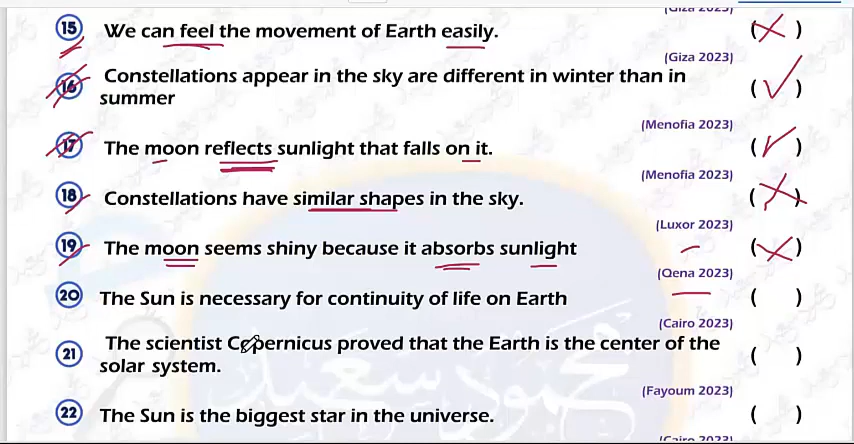 (Giza 2023)
15 We can feel the movement of Earth easily. ( )
(Giza 2023)
16 Constellations appear in the sky are different in winter than in
summer ( )
(Menofia 2023)
17 The moon reflects sunlight that falls on it. ( )
(Menofia 2023)
18 Constellations have similar shapes in the sky. ( )
(Luxor 2023)
19 The moon seems shiny because it absorbs sunlight ( )
(Qena 2023)
20 The Sun is necessary for continuity of life on Earth ( )
(Cairo 2023)
21 The scientist Copernicus proved that the Earth is the center of the
solar system. ( )
(Fayoum 2023)
22 The Sun is the biggest star in the universe. ( )
(Cairo 2023)
محمود سعيد